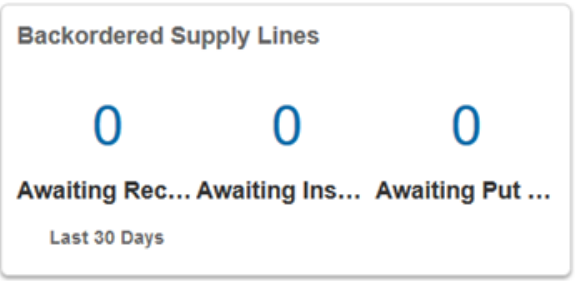 Backordered Supply Lines
0 0 0
Awaiting Rec... Awaiting Ins... Awaiting Put ...
Last 30 Days